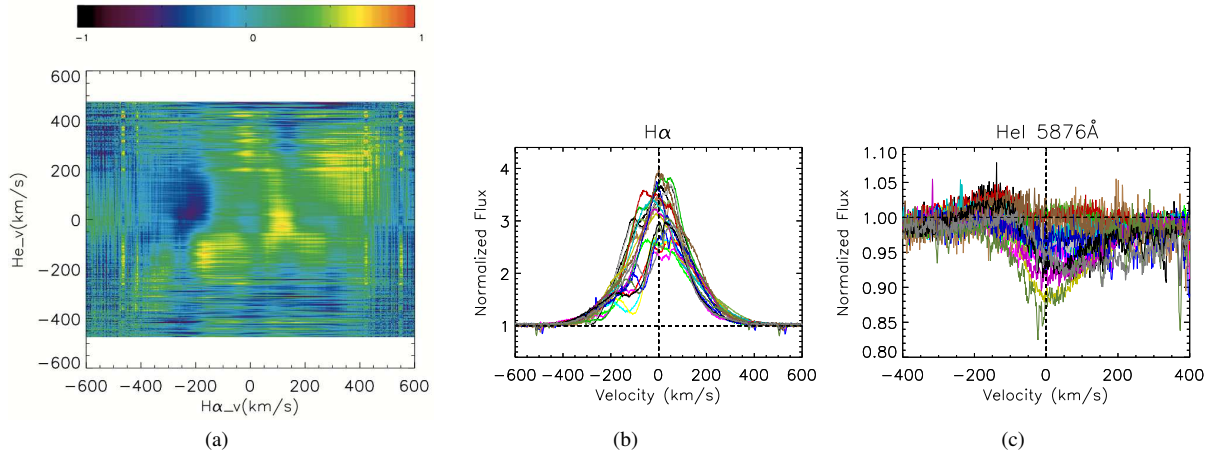 -1 0 1
600
400
200
0
-200
-400
-600
He_v(km/s)
-600 -400 -200 0 200 400 600
Hα_v(km/s)
(a)
Hα
4
3
2
1
Normalized Flux
-600 -400 -200 0 200 400 600
Velocity (km/s)
(b)
HeI 5876Å
1.10
1.05
1.00
0.95
0.90
0.85
0.80
Normalized Flux
-400 -200 0 200 400
Velocity (km/s)
(c)